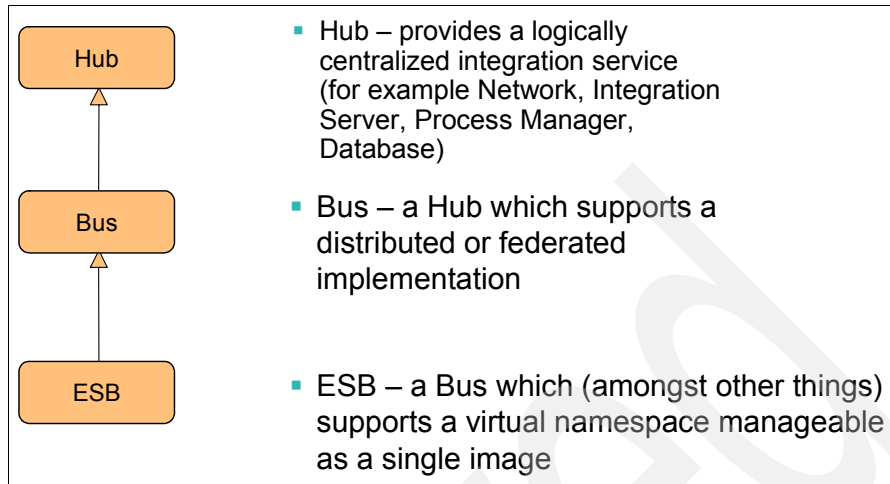 Hub
▪ Hub – provides a logically
centralized integration service
(for example Network, Integration
Server, Process Manager,
Database)
Bus
▪ Bus – a Hub which supports a
distributed or federated
implementation
ESB
▪ ESB – a Bus which (amongst other things)
supports a virtual namespace manageable
as a single image